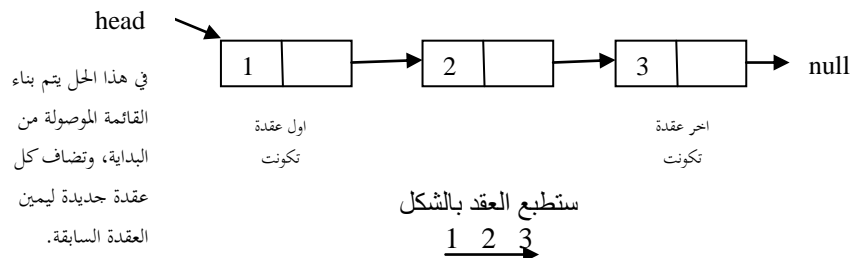 head
1 2 3 null
في هذا الحل يتم بناء
القائمة الموصولة من
البداية، وتضاف كل
عقدة جديدة ليمين
العقدة السابقة.
اول عقدة
تكونت
اخر عقدة
تكونت
ستطبع العقد بالشكل
1 2 3